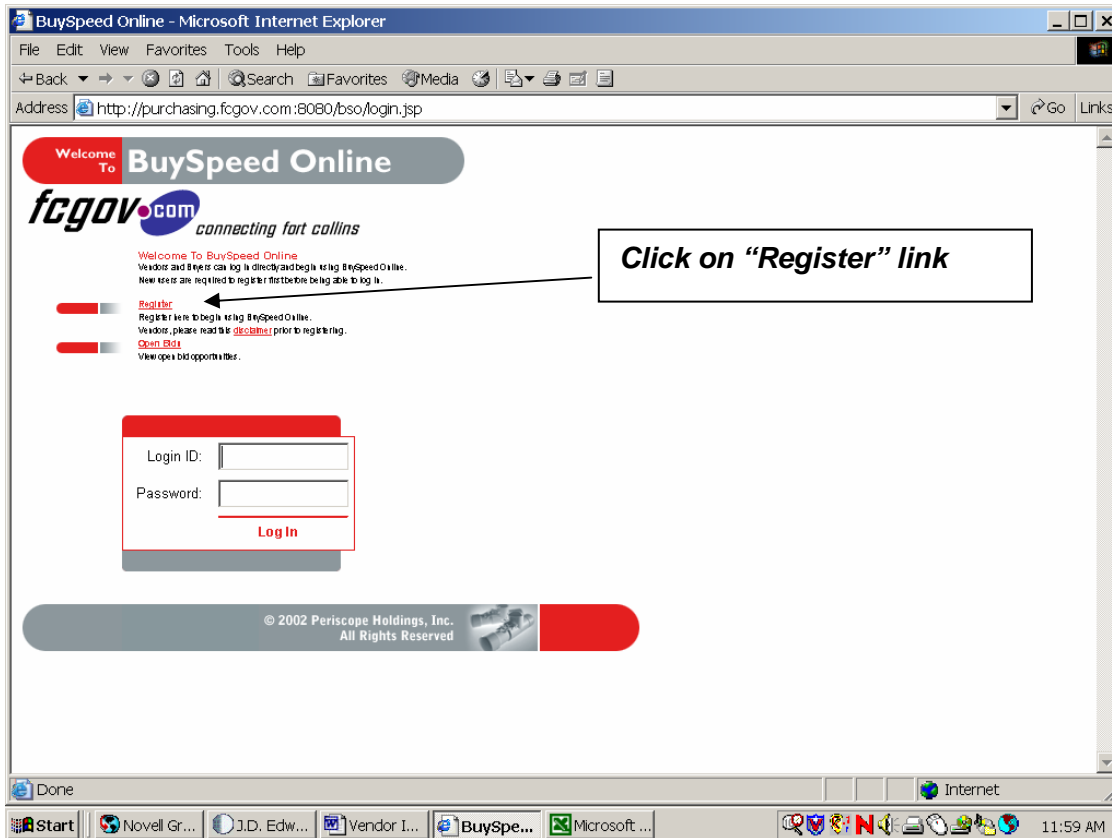 BuySpeed Online - Microsoft Internet Explorer
File Edit View Favorites Tools Help
Back Search Favorites Media
Address http://purchasing.fcgov.com:8080/bso/login.jsp Go Links
Welcome To BuySpeed Online
fcgov.com
connecting fort collins
Welcome To BuySpeed Online
Vendors and Buyers can log in directly and begin using BuySpeed Online.
New users are required to register first before being able to log in.
Click on “Register” link
Register
Register here to begin using BuySpeed Online.
Vendors, please read this disclaimer prior to registering.
Open Bids
View open bid opportunities.
Login ID:
Password:
Log In
© 2002 Periscope Holdings, Inc.
All Rights Reserved
Done Internet
Start Novell Gr... J.D. Edw... Vendor I... BuySpe... Microsoft ... 11:59 AM